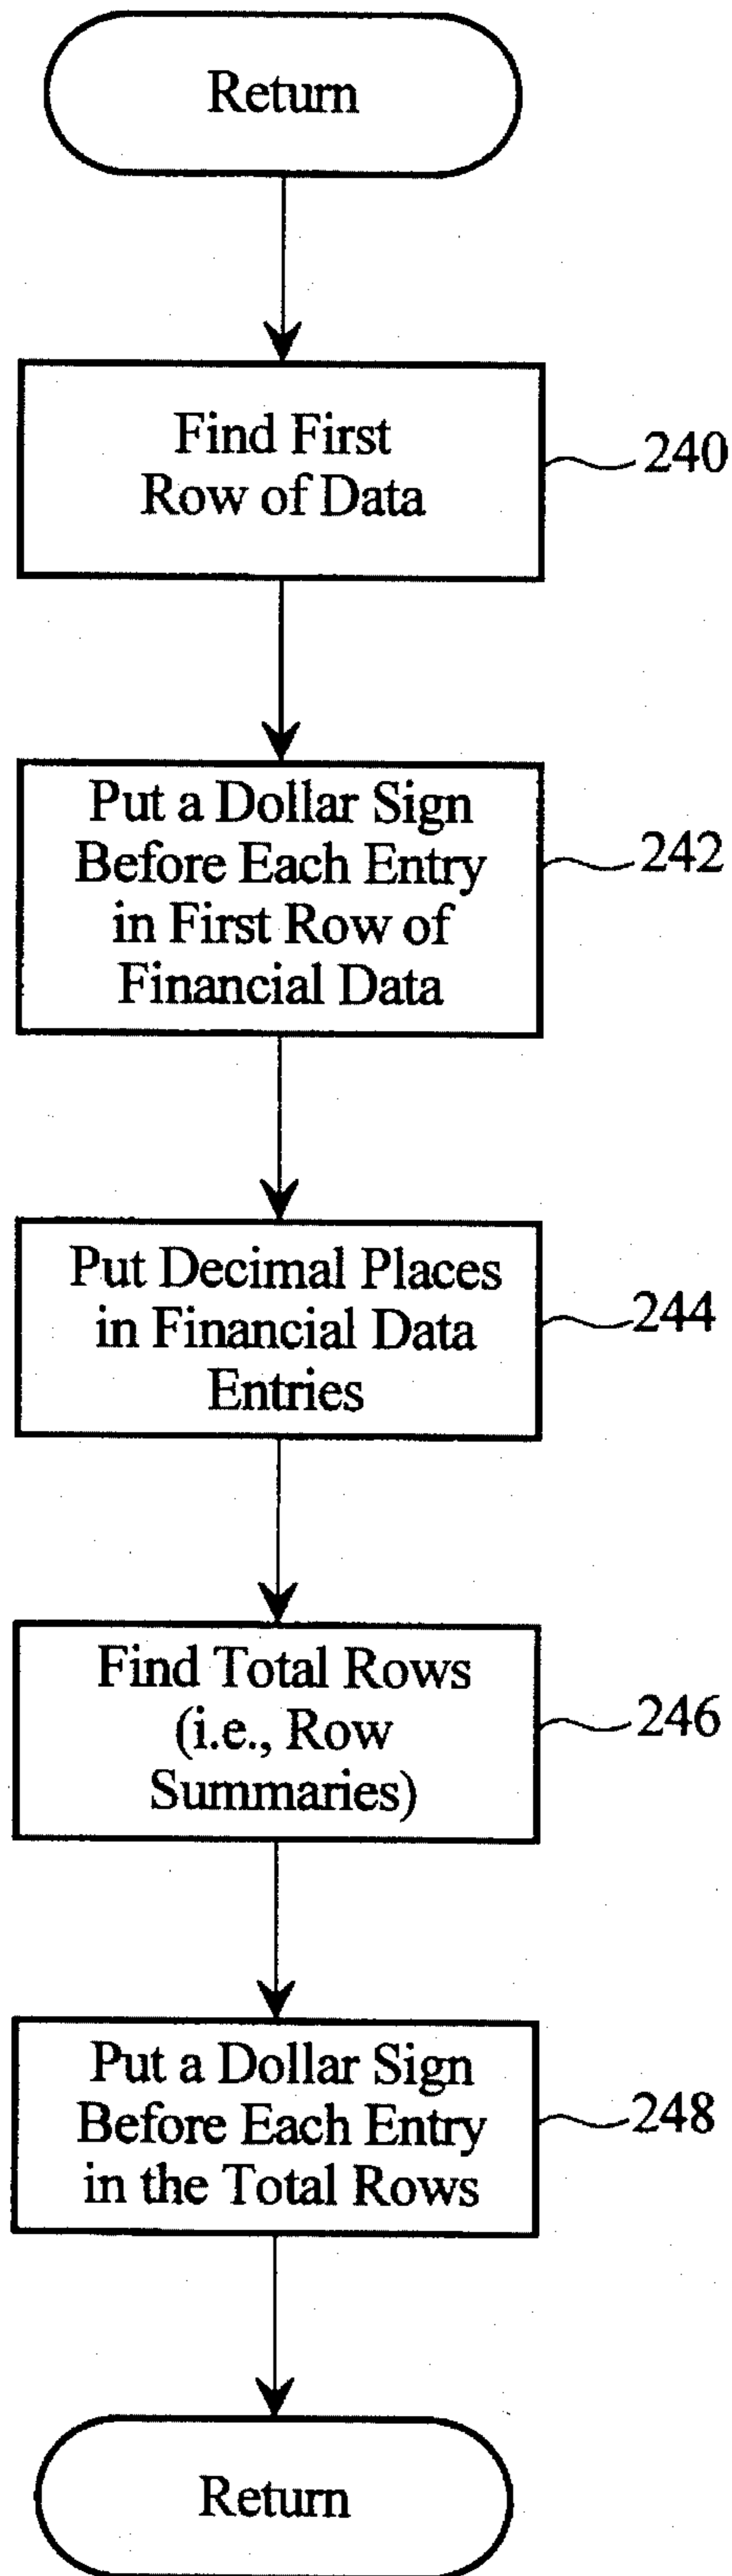 Return
Find First
Row of Data
240
Put a Dollar Sign
Before Each Entry
in First Row of
Financial Data
242
Put Decimal Places
in Financial Data
Entries
244
Find Total Rows
(i.e., Row
Summaries)
246
Put a Dollar Sign
Before Each Entry
in the Total Rows
248
Return